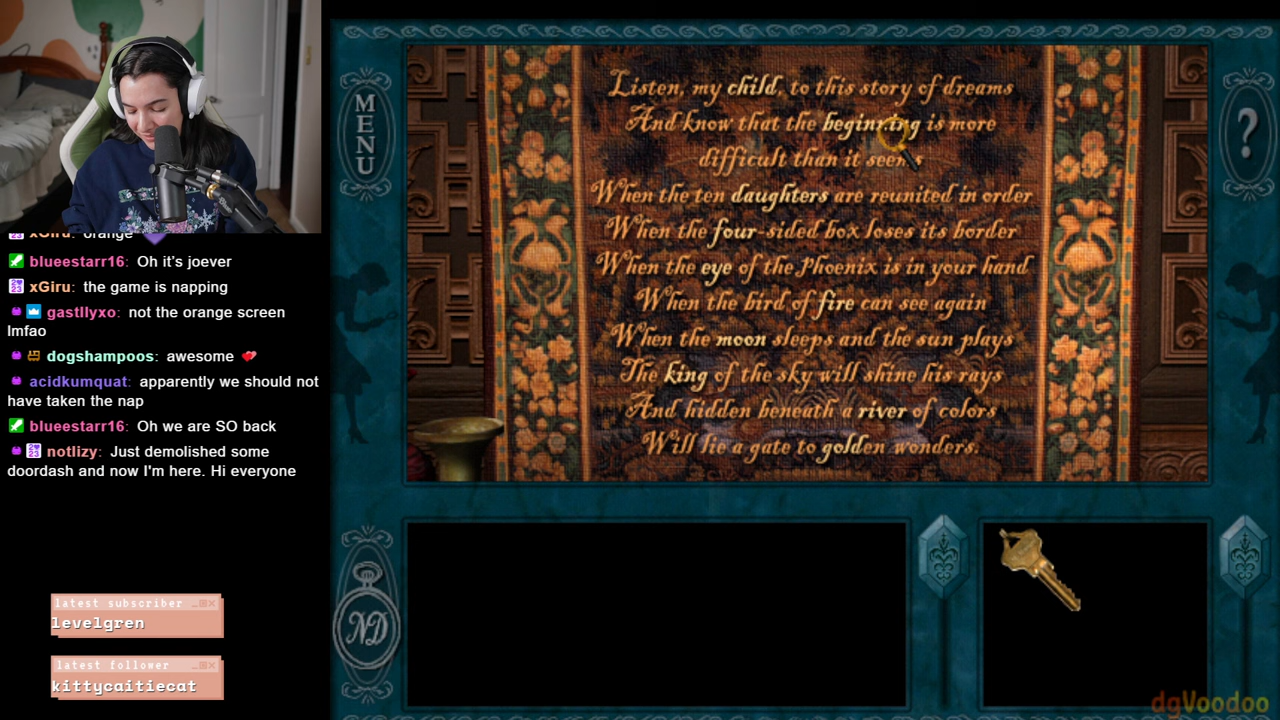 xGiru: orange
blueestarr16: Oh it's joever
xGiru: the game is napping
gastllyxo: not the orange screen
lmfao
dogshampoos: awesome
acidkumquat: apparently we should not
have taken the nap
blueestarr16: Oh we are SO back
notlizy: Just demolished some
doordash and now I'm here. Hi everyone
latest subscriber
levelgren
latest follower
kittycaitiecat
MENU
?
Listen, my child, to this story of dreams
And know that the beginning is more
difficult than it seems
When the ten daughters are reunited in order
When the four-sided box loses its border
When the eye of the Phoenix is in your hand
When the bird of fire can see again
When the moon sleeps and the sun plays
The king of the sky will shine his rays
And hidden beneath a river of colors
Will lie a gate to golden wonders.
ND
dgVoodoo